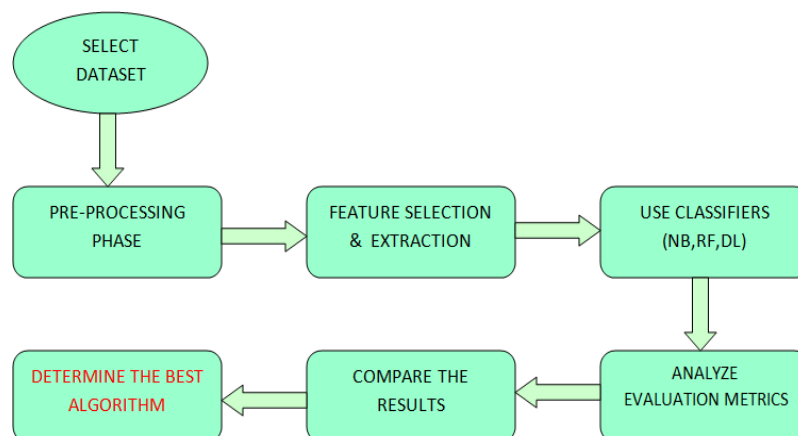 SELECT
DATASET
PRE-PROCESSING
PHASE
FEATURE SELECTION
& EXTRACTION
USE CLASSIFIERS
(NB,RF,DL)
ANALYZE
EVALUATION METRICS
COMPARE THE
RESULTS
DETERMINE THE BEST
ALGORITHM